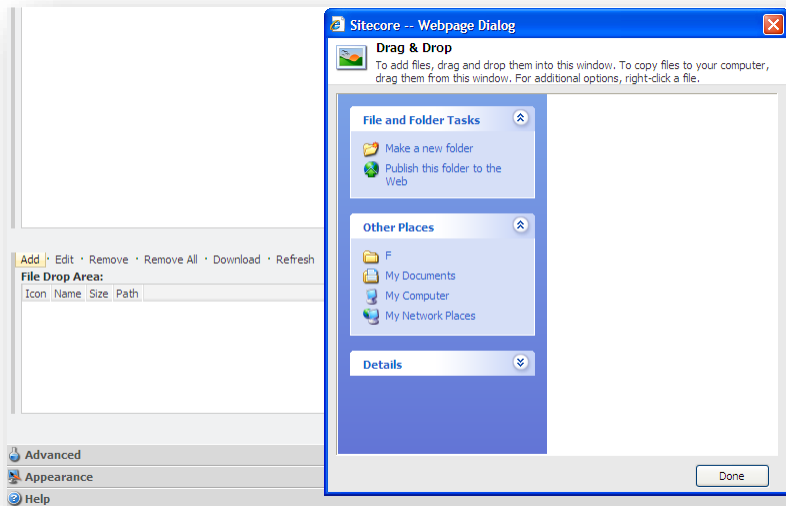 Sitecore -- Webpage Dialog
Drag & Drop
To add files, drag and drop them into this window. To copy files to your computer,
drag them from this window. For additional options, right-click a file.
File and Folder Tasks
Make a new folder
Publish this folder to the
Web
Other Places
F
My Documents
My Computer
My Network Places
Details
Done
Add · Edit · Remove · Remove All · Download · Refresh
File Drop Area:
Icon Name Size Path
Advanced
Appearance
Help